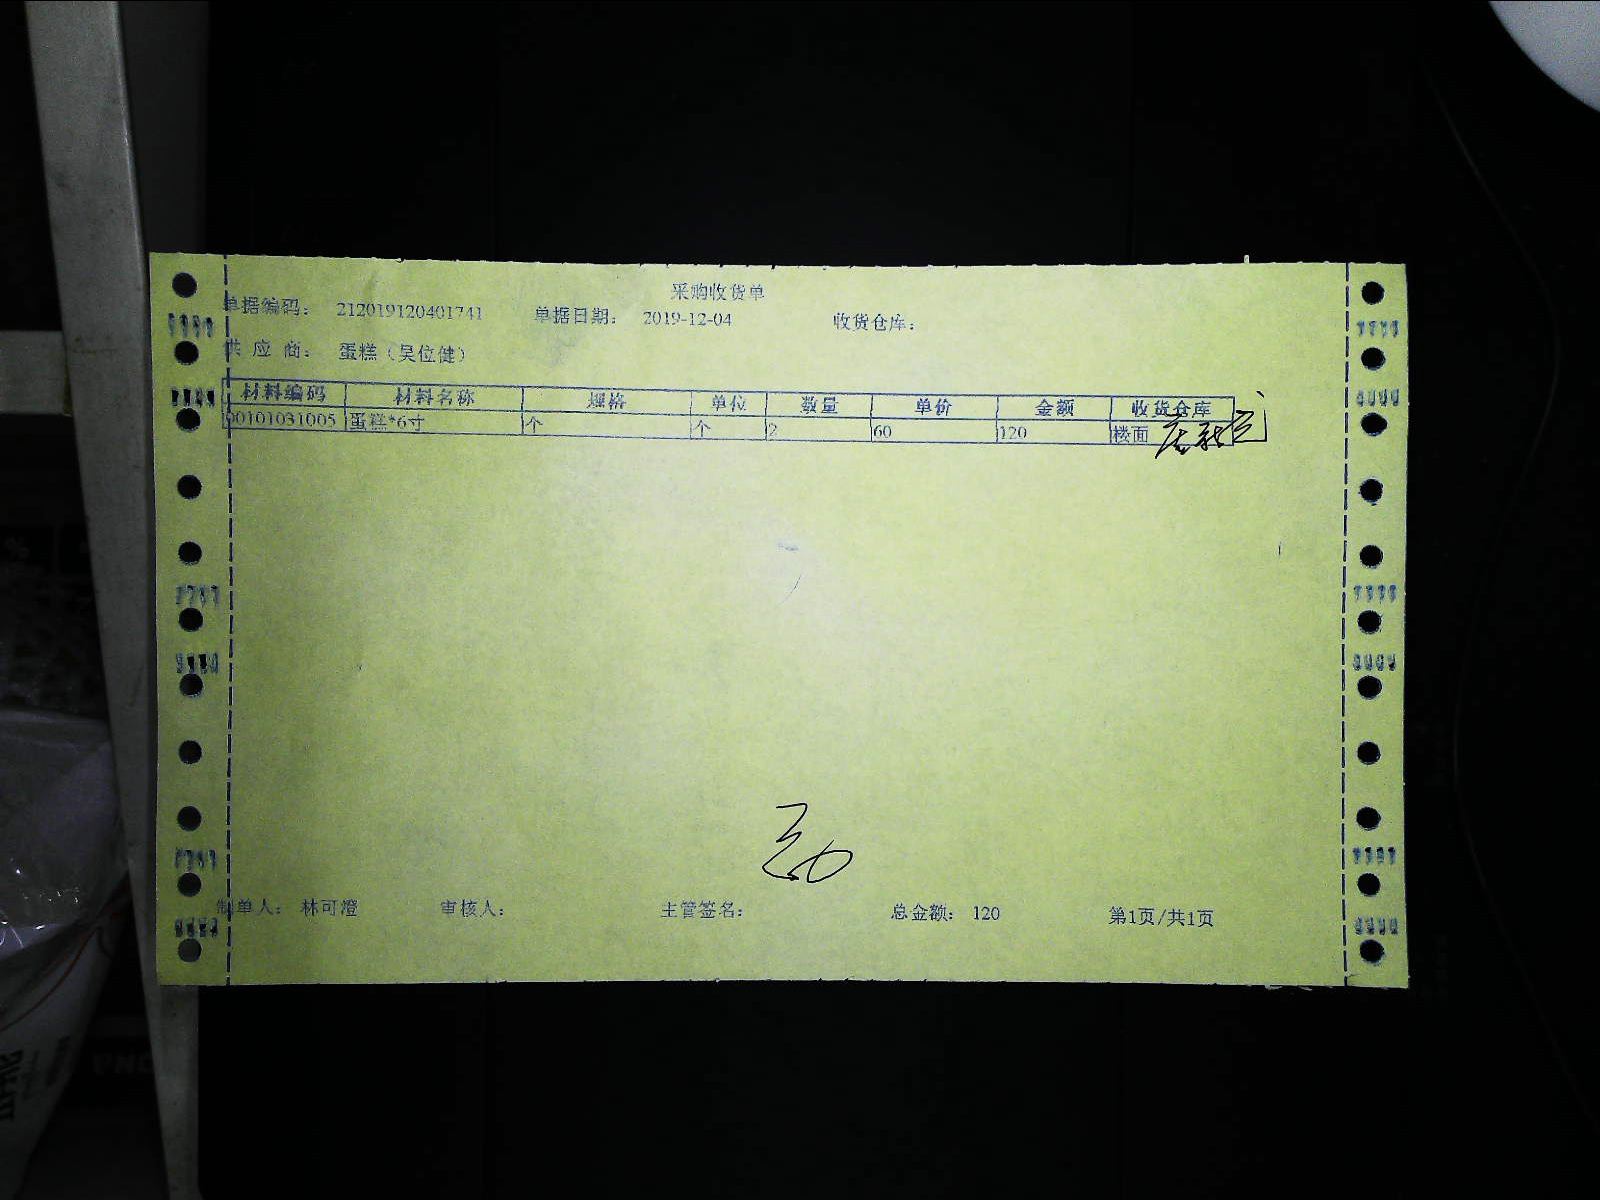 采购收货单
单据编码： 212019120401741 单据日期： 2019-12-04 收货仓库：
供应商： 蛋糕（吴位健）
材料编码 材料名称 规格 单位 数量 单价 金额 收货仓库
00101031005 蛋糕*6寸 个 个 2 60 120 楼面
制单人： 林可澄 审核人： 主管签名： 总金额： 120 第1页/共1页